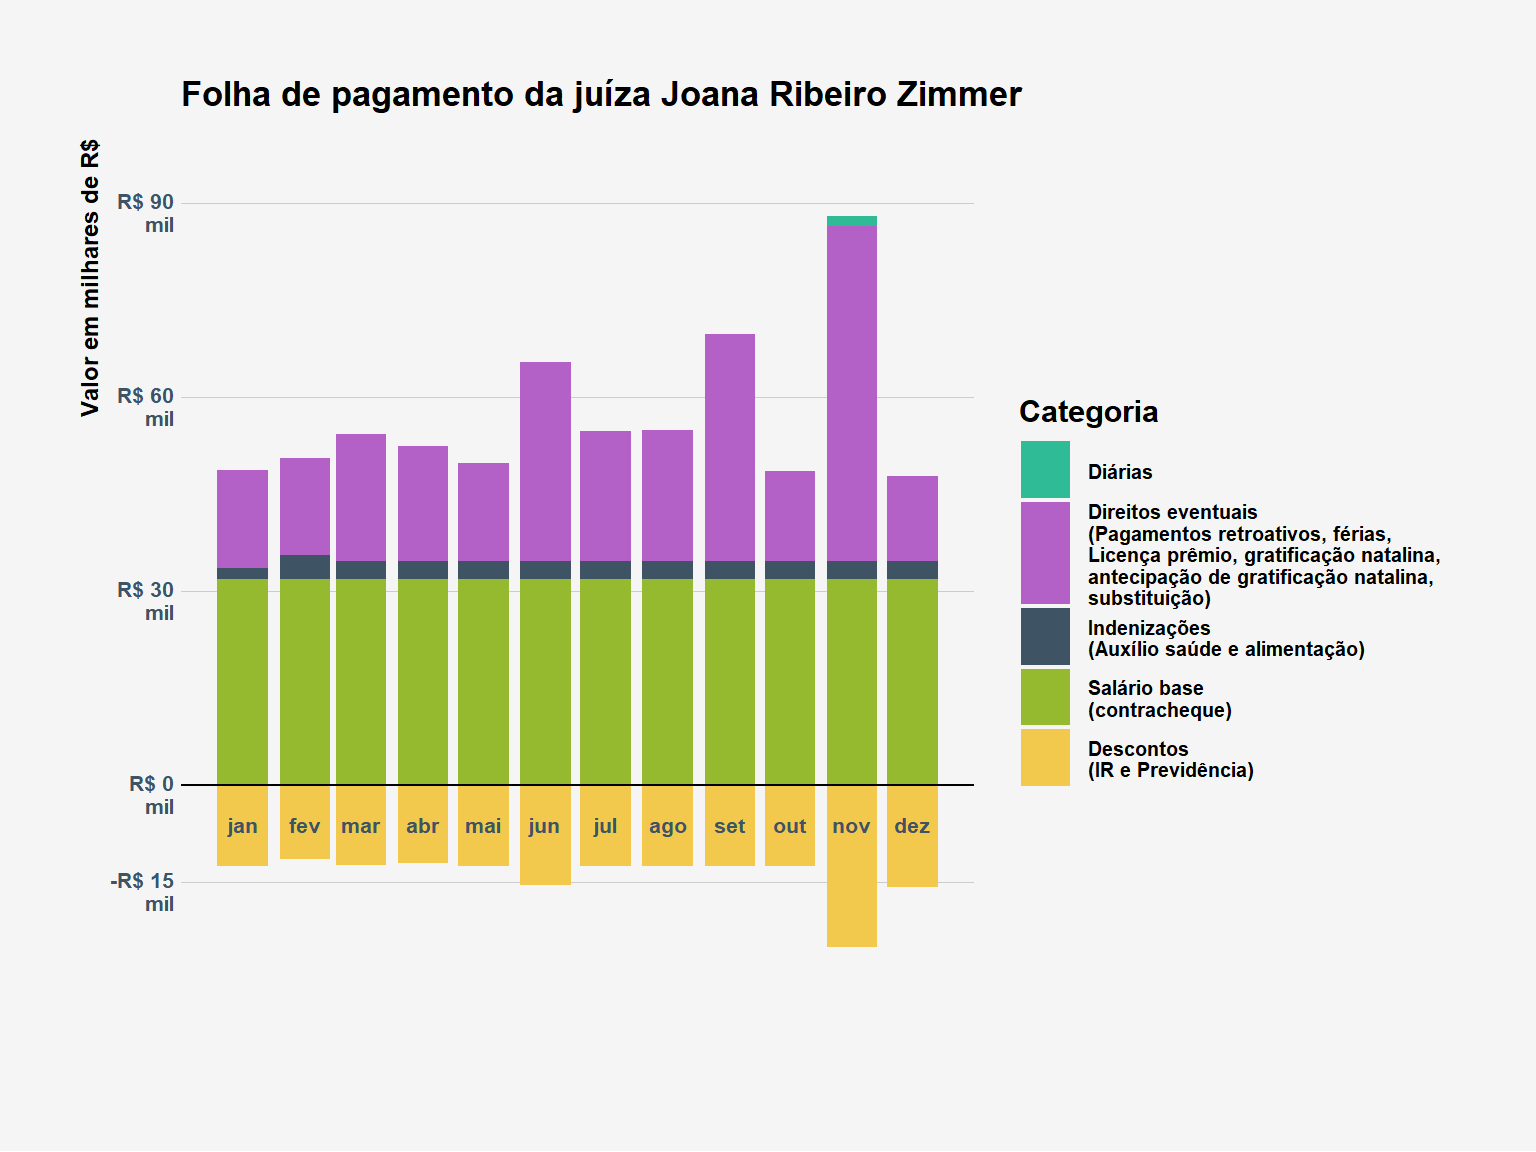 Folha de pagamento da juíza Joana Ribeiro Zimmer
Valor em milhares de R$
R$ 90
mil
R$ 60
mil
R$ 30
mil
R$ 0
mil
-R$ 15
mil
jan fev mar abr mai jun jul ago set out nov dez
Categoria
Diárias
Direitos eventuais
(Pagamentos retroativos, férias,
Licença prêmio, gratificação natalina,
antecipação de gratificação natalina,
substituição)
Indenizações
(Auxílio saúde e alimentação)
Salário base
(contracheque)
Descontos
(IR e Previdência)